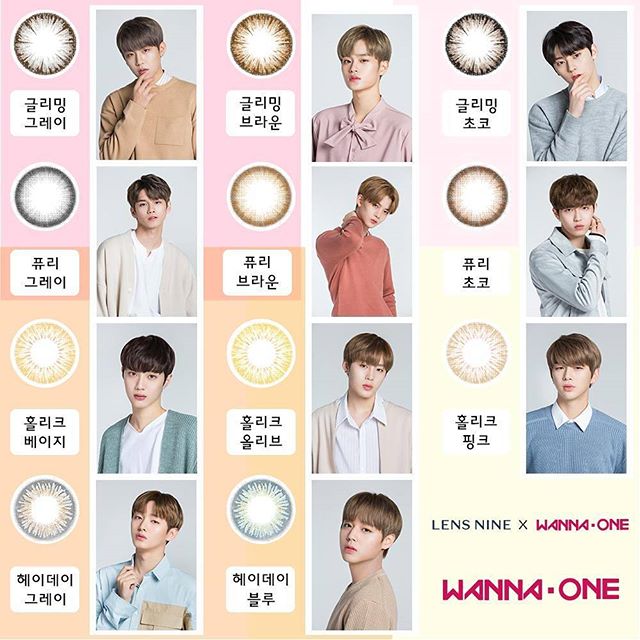 글리밍
그레이
글리밍
브라운
글리밍
초코
퓨리
그레이
퓨리
브라운
퓨리
초코
홀리크
베이지
홀리크
올리브
홀리크
핑크
헤이데이
그레이
헤이데이
블루
LENS NINE X WANNA·ONE
WANNA·ONE